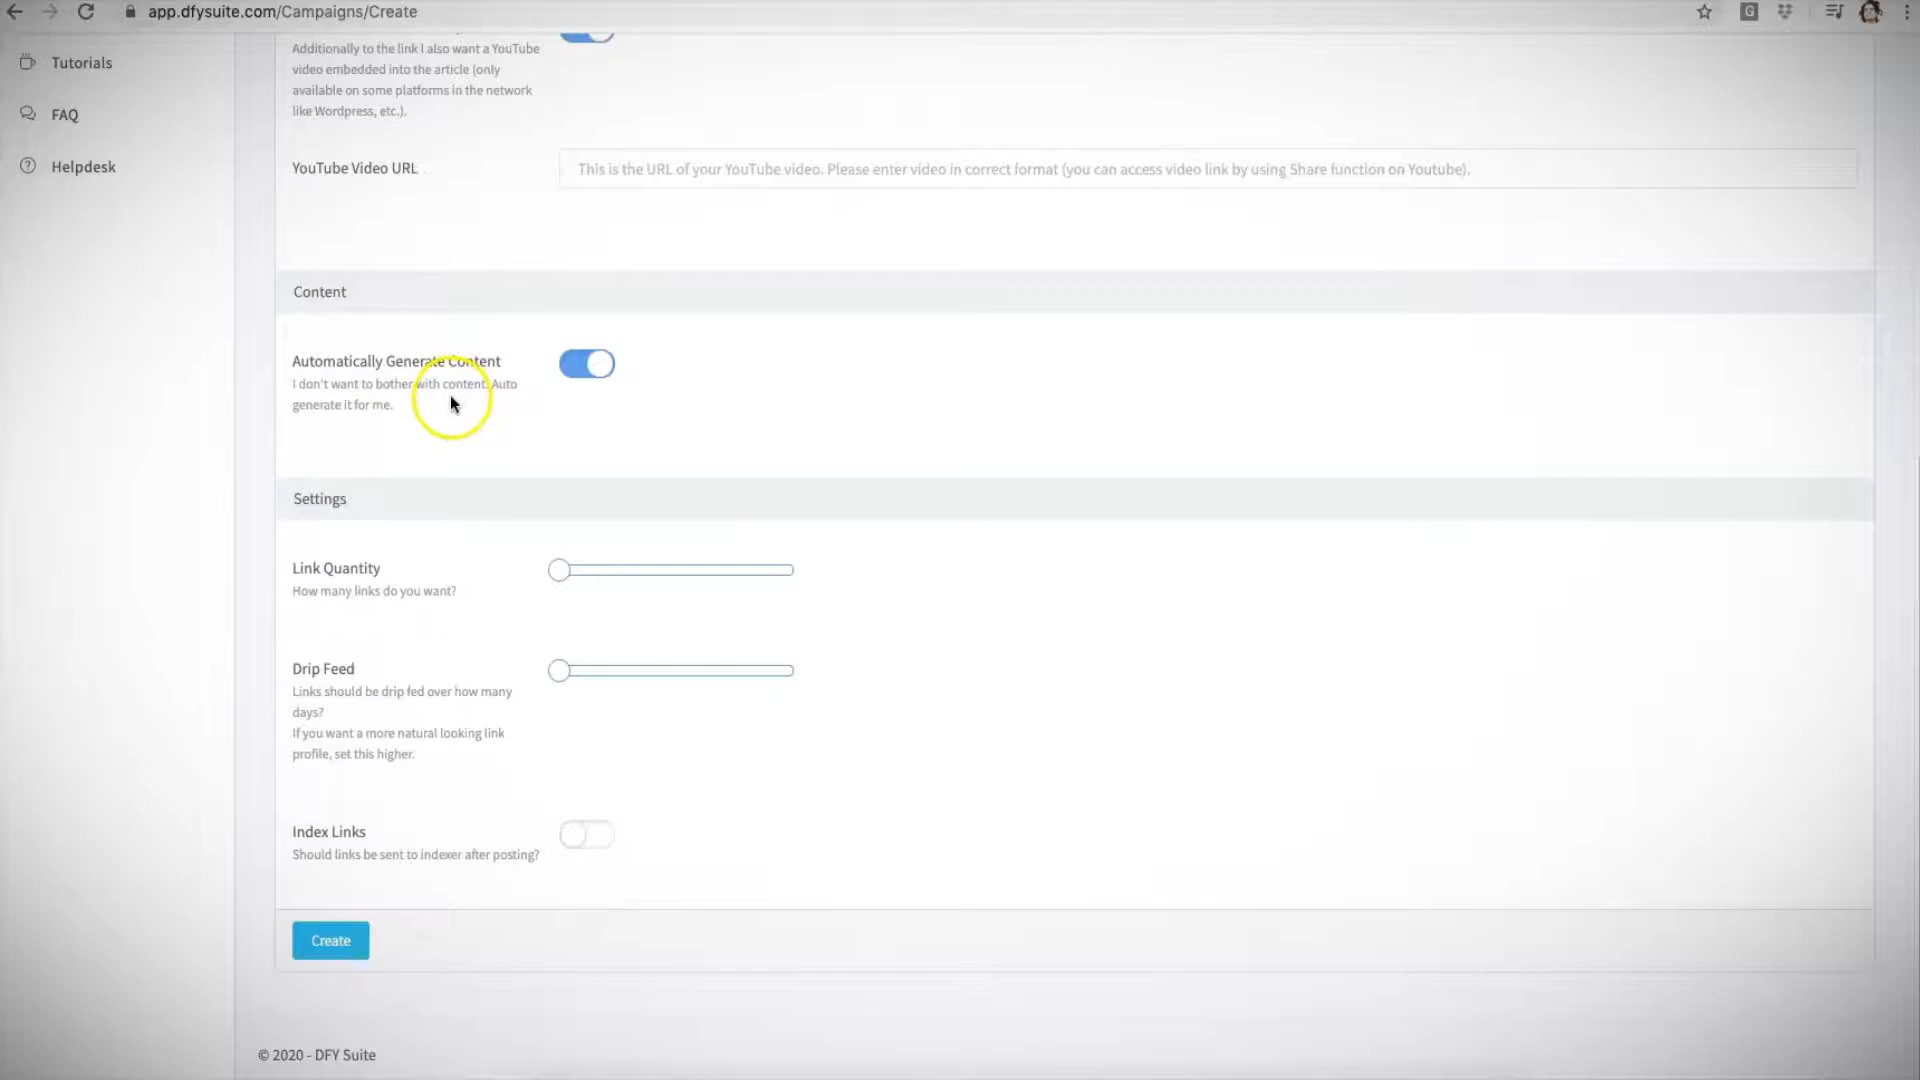 app.dfysuite.com/Campaigns/Create
Tutorials
FAQ
Helpdesk
Additionally to the link I also want a YouTube
video embedded into the article (only
available on some platforms in the network
like Wordpress, etc.).
YouTube Video URL
This is the URL of your YouTube video. Please enter video in correct format (you can access video link by using Share function on Youtube).
Content
Automatically Generate Content
I don't want to bother with content. Auto
generate it for me.
Settings
Link Quantity
How many links do you want?
Drip Feed
Links should be drip fed over how many
days?
If you want a more natural looking link
profile, set this higher.
Index Links
Should links be sent to indexer after posting?
Create
© 2020 - DFY Suite